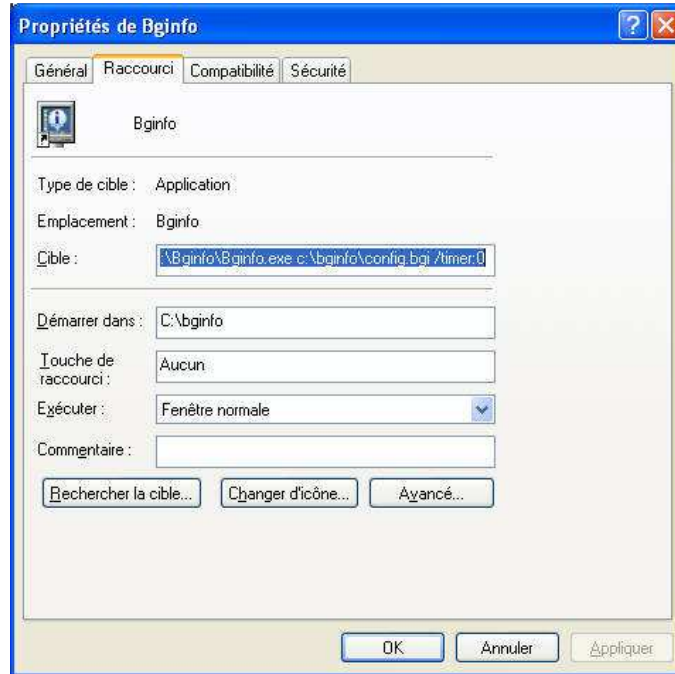 Propriétés de Bginfo
Général Raccourci Compatibilité Sécurité
Bginfo
Type de cible : Application
Emplacement : Bginfo
Cible : :\Bginfo\Bginfo.exe c:\bginfo\config.bgi /timer:0
Démarrer dans : C:\bginfo
Touche de raccourci : Aucun
Exécuter : Fenêtre normale
Commentaire :
Rechercher la cible... Changer d'icône... Avancé...
OK Annuler Appliquer